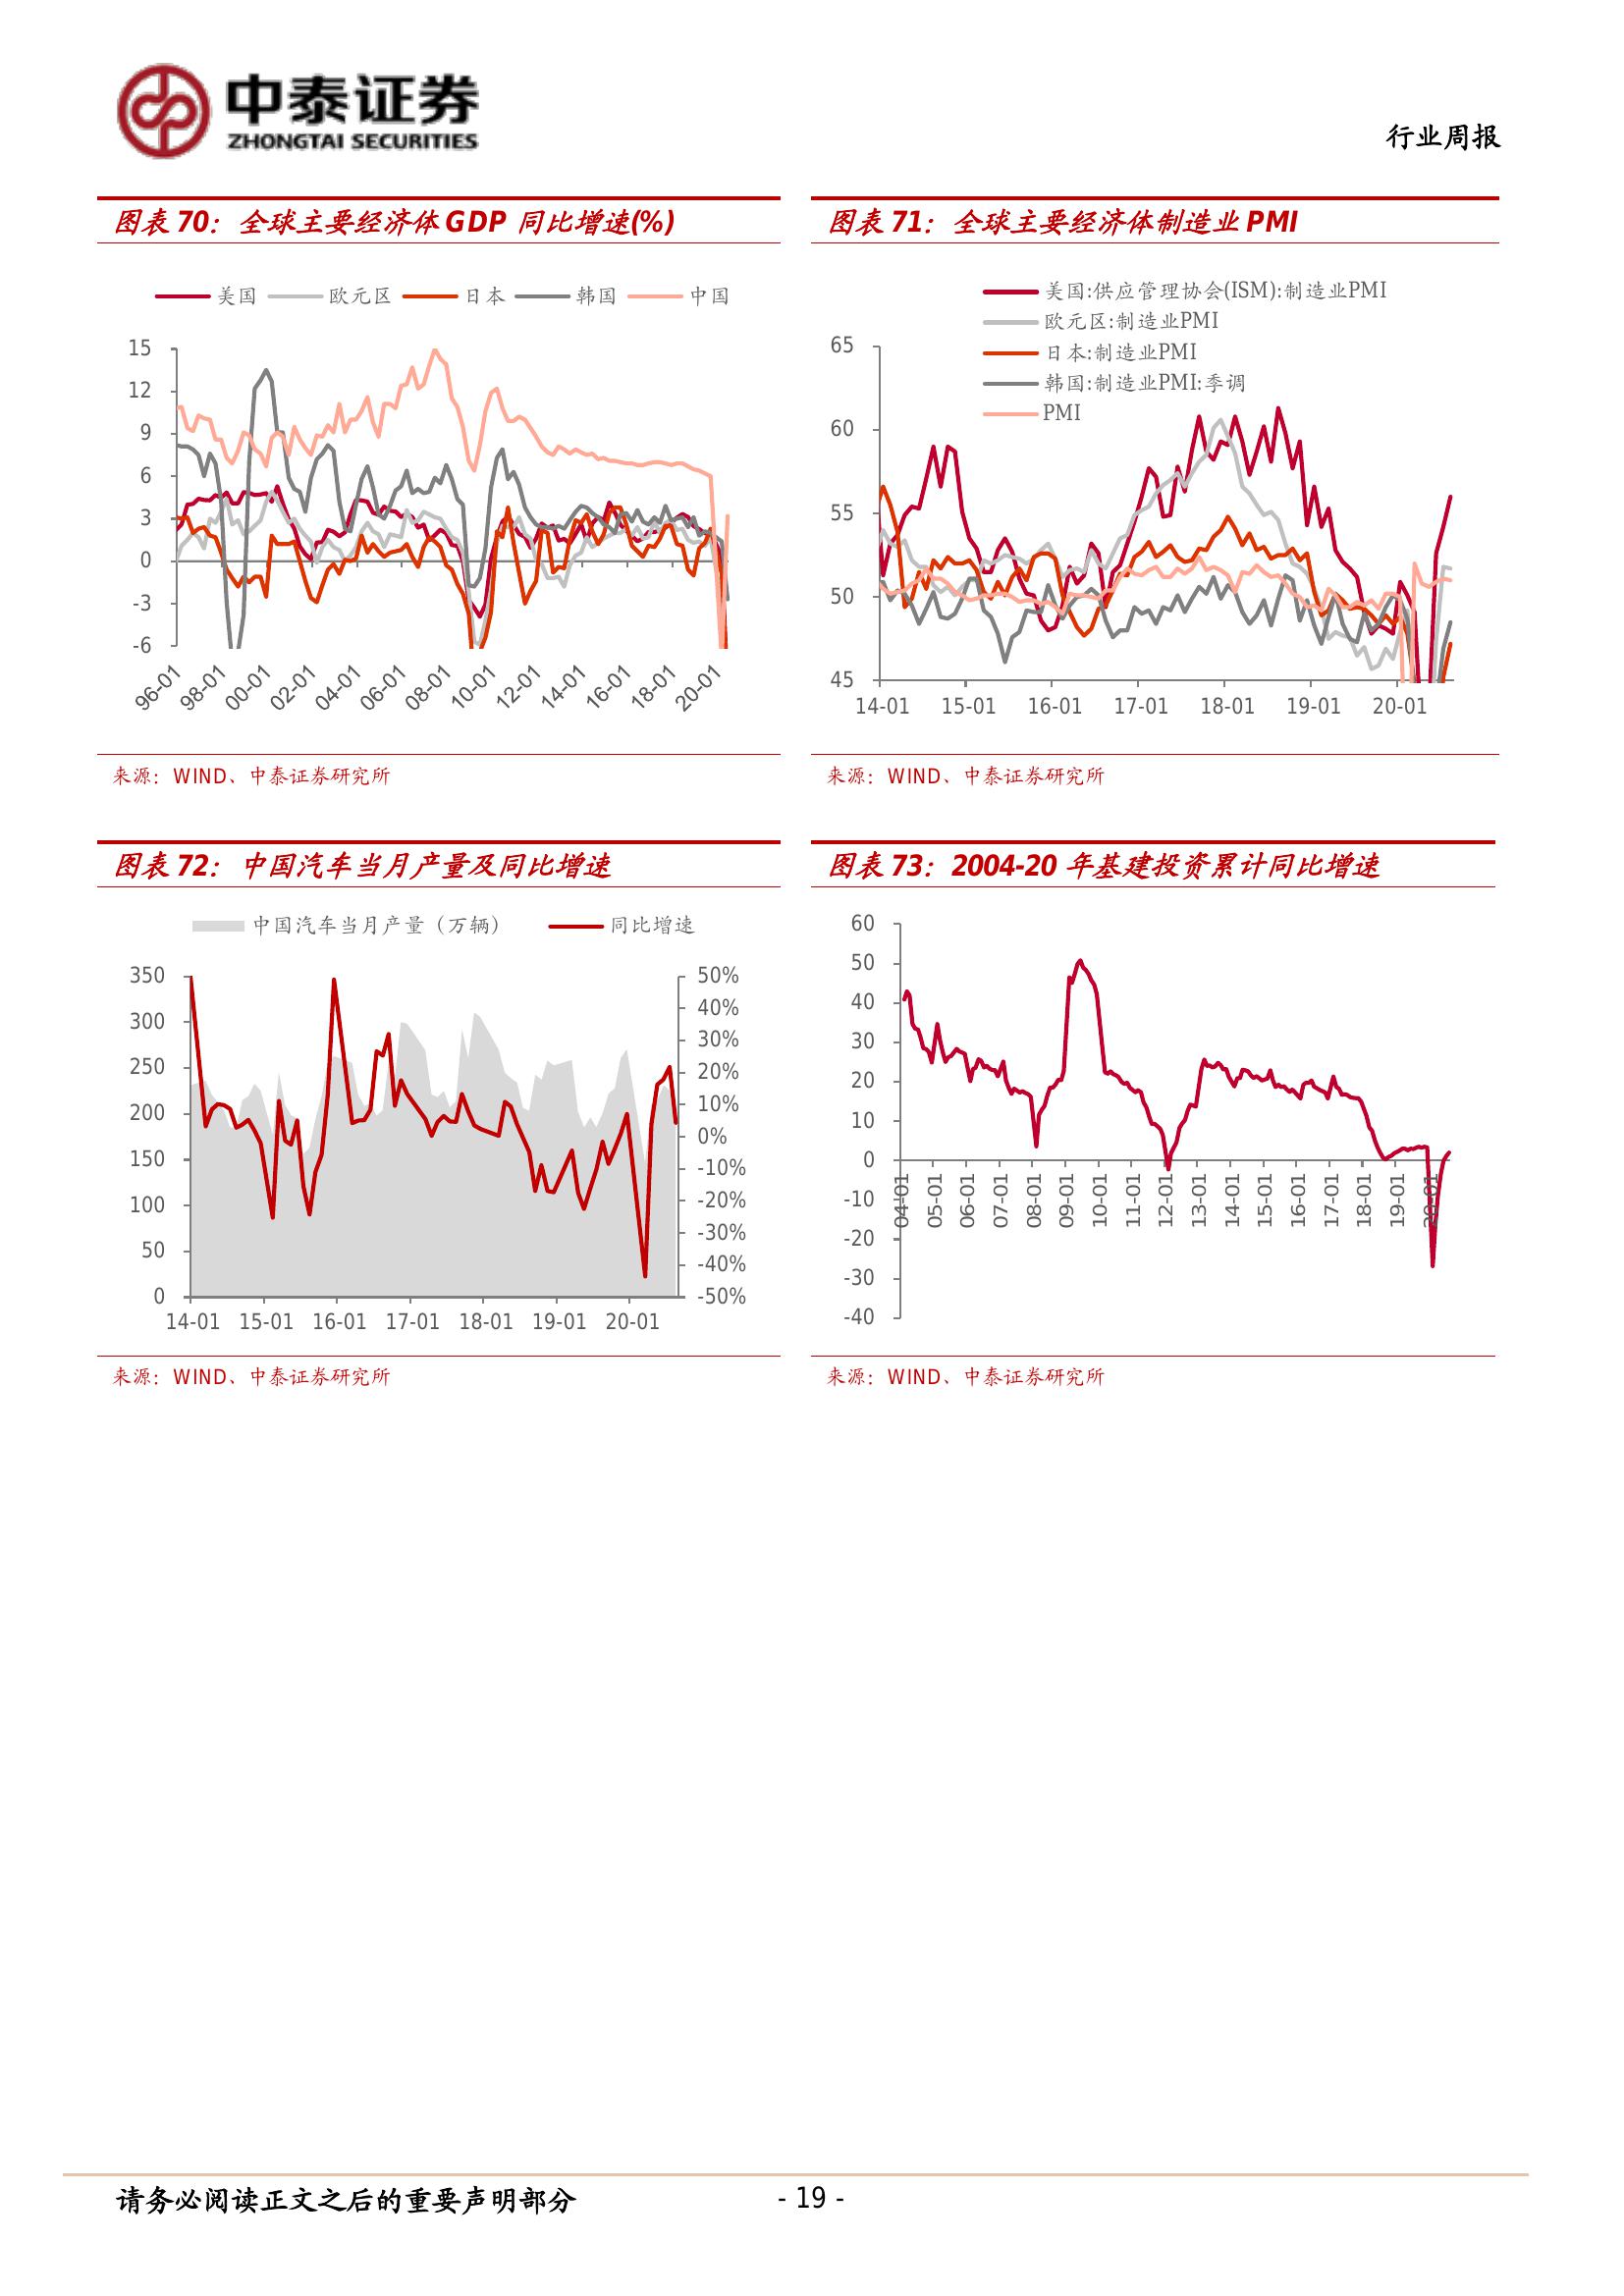 中泰证券
ZHONGTAI SECURITIES
行业周报
图表 70：全球主要经济体 GDP 同比增速(%)
美国 欧元区 日本 韩国 中国
15
12
9
6
3
0
-3
-6
96-01 98-01 00-01 02-01 04-01 06-01 08-01 10-01 12-01 14-01 16-01 18-01 20-01
来源：WIND、中泰证券研究所
图表 71：全球主要经济体制造业 PMI
美国:供应管理协会(ISM):制造业PMI
欧元区:制造业PMI
日本:制造业PMI
韩国:制造业PMI:季调
PMI
65
60
55
50
45
14-01 15-01 16-01 17-01 18-01 19-01 20-01
来源：WIND、中泰证券研究所
图表 72：中国汽车当月产量及同比增速
中国汽车当月产量（万辆） 同比增速
350 50%
300 40%
250 30%
200 20%
150 10%
100 0%
50 -10%
0 -20%
-30%
-40%
-50%
14-01 15-01 16-01 17-01 18-01 19-01 20-01
来源：WIND、中泰证券研究所
图表 73：2004-20 年基建投资累计同比增速
60
50
40
30
20
10
0
-10
-20
-30
-40
04-01 05-01 06-01 07-01 08-01 09-01 10-01 11-01 12-01 13-01 14-01 15-01 16-01 17-01 18-01 19-01 20-01
来源：WIND、中泰证券研究所
请务必阅读正文之后的重要声明部分
- 19 -